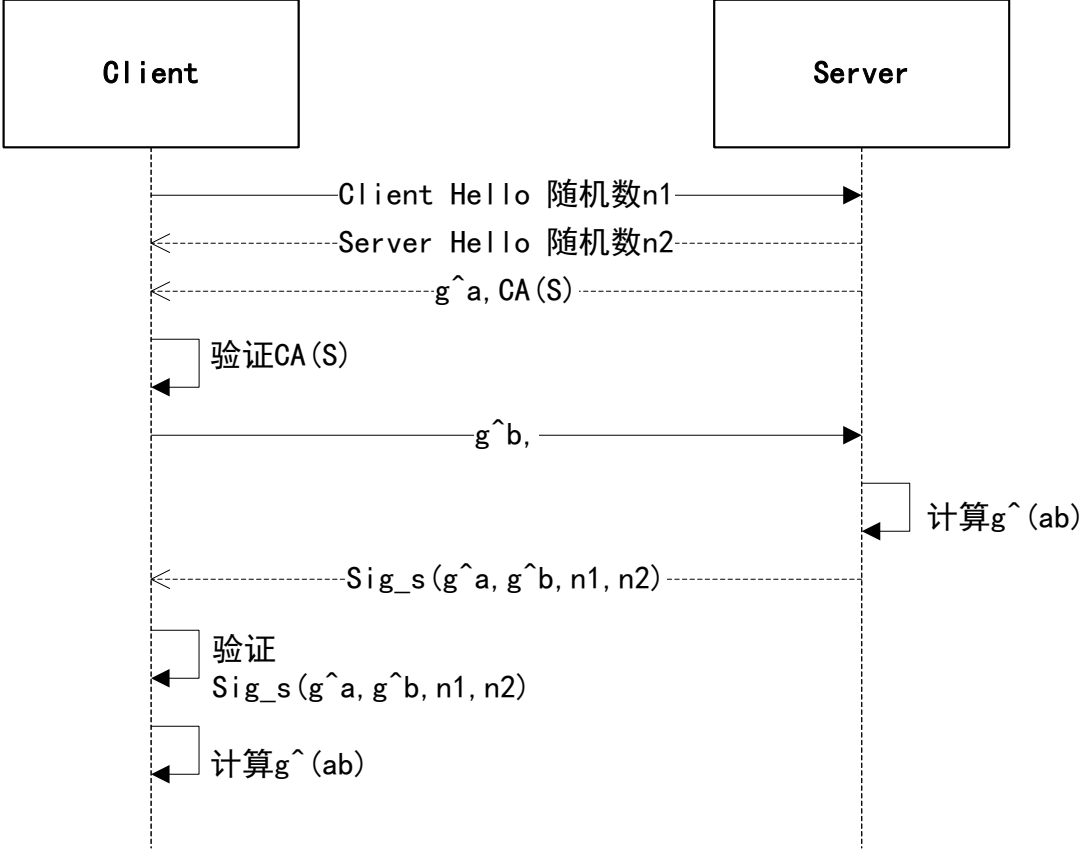 Client
Server
Client Hello 随机数n1
Server Hello 随机数n2
g^a,CA(S)
验证CA(S)
g^b,
计算g^(ab)
Sig_s(g^a,g^b,n1,n2)
验证
Sig_s(g^a,g^b,n1,n2)
计算g^(ab)